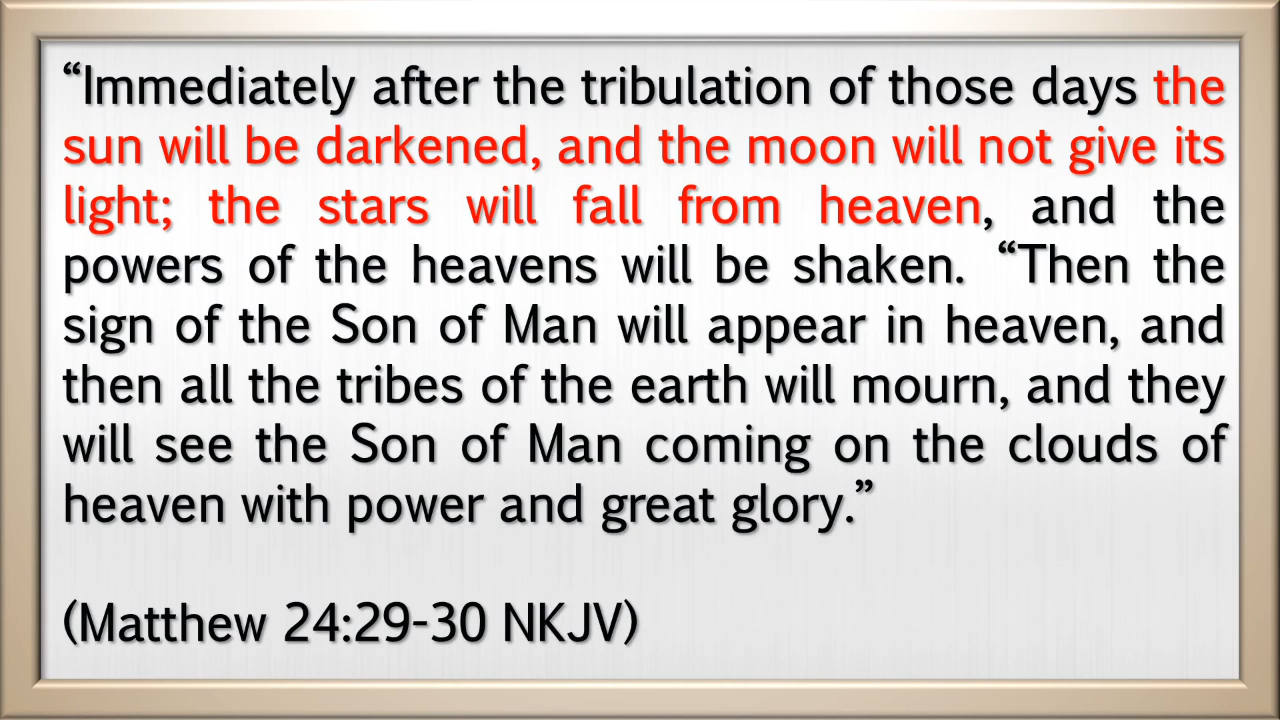 “Immediately after the tribulation of those days the
sun will be darkened, and the moon will not give its
light; the stars will fall from heaven, and the
powers of the heavens will be shaken. “Then the
sign of the Son of Man will appear in heaven, and
then all the tribes of the earth will mourn, and they
will see the Son of Man coming on the clouds of
heaven with power and great glory.”
(Matthew 24:29-30 NKJV)